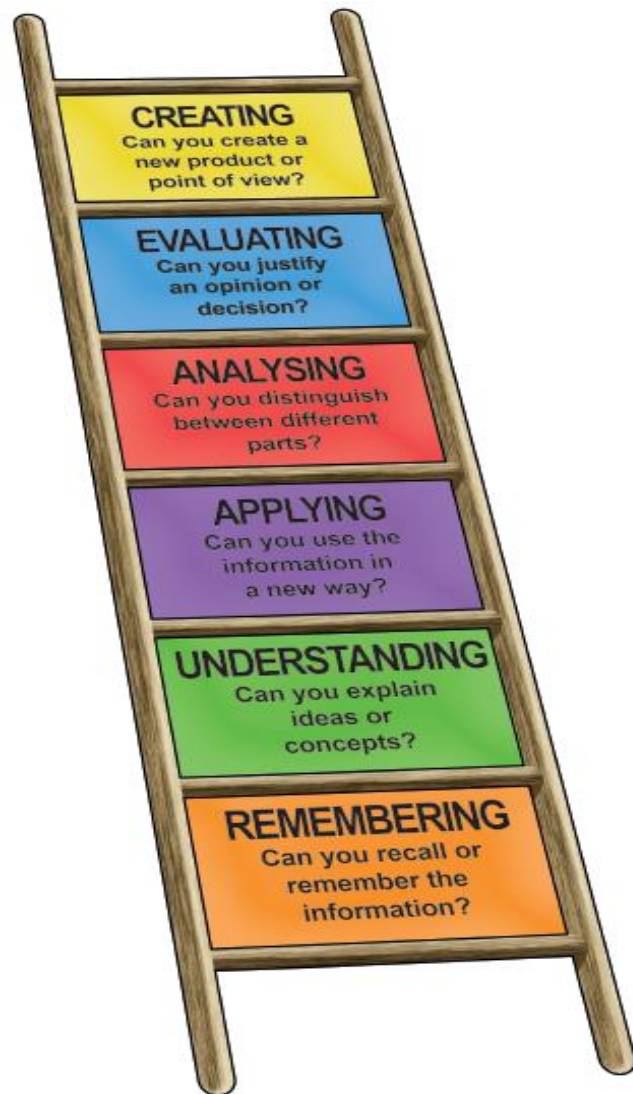 CREATING
Can you create a
new product or
point of view?
EVALUATING
Can you justify
an opinion or
decision?
ANALYSING
Can you distinguish
between different
parts?
APPLYING
Can you use the
information in
a new way?
UNDERSTANDING
Can you explain
ideas or
concepts?
REMEMBERING
Can you recall or
remember the
information?